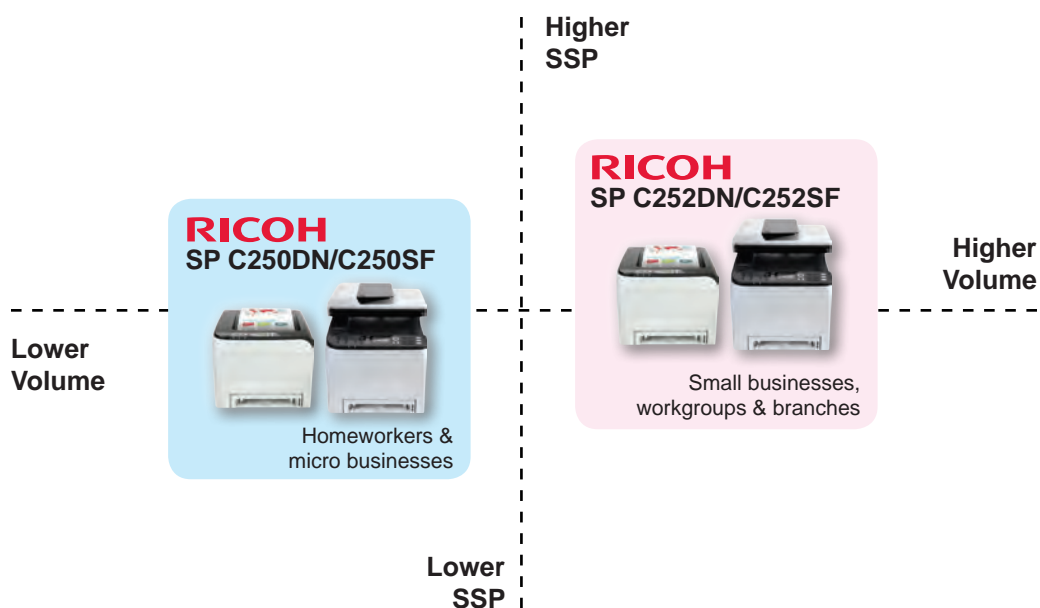 Higher
SSP
RICOH
SP C252DN/C252SF
RICOH
SP C250DN/C250SF
Higher
Volume
Lower
Volume
Small businesses,
workgroups & branches
Homeworkers &
micro businesses
Lower
SSP